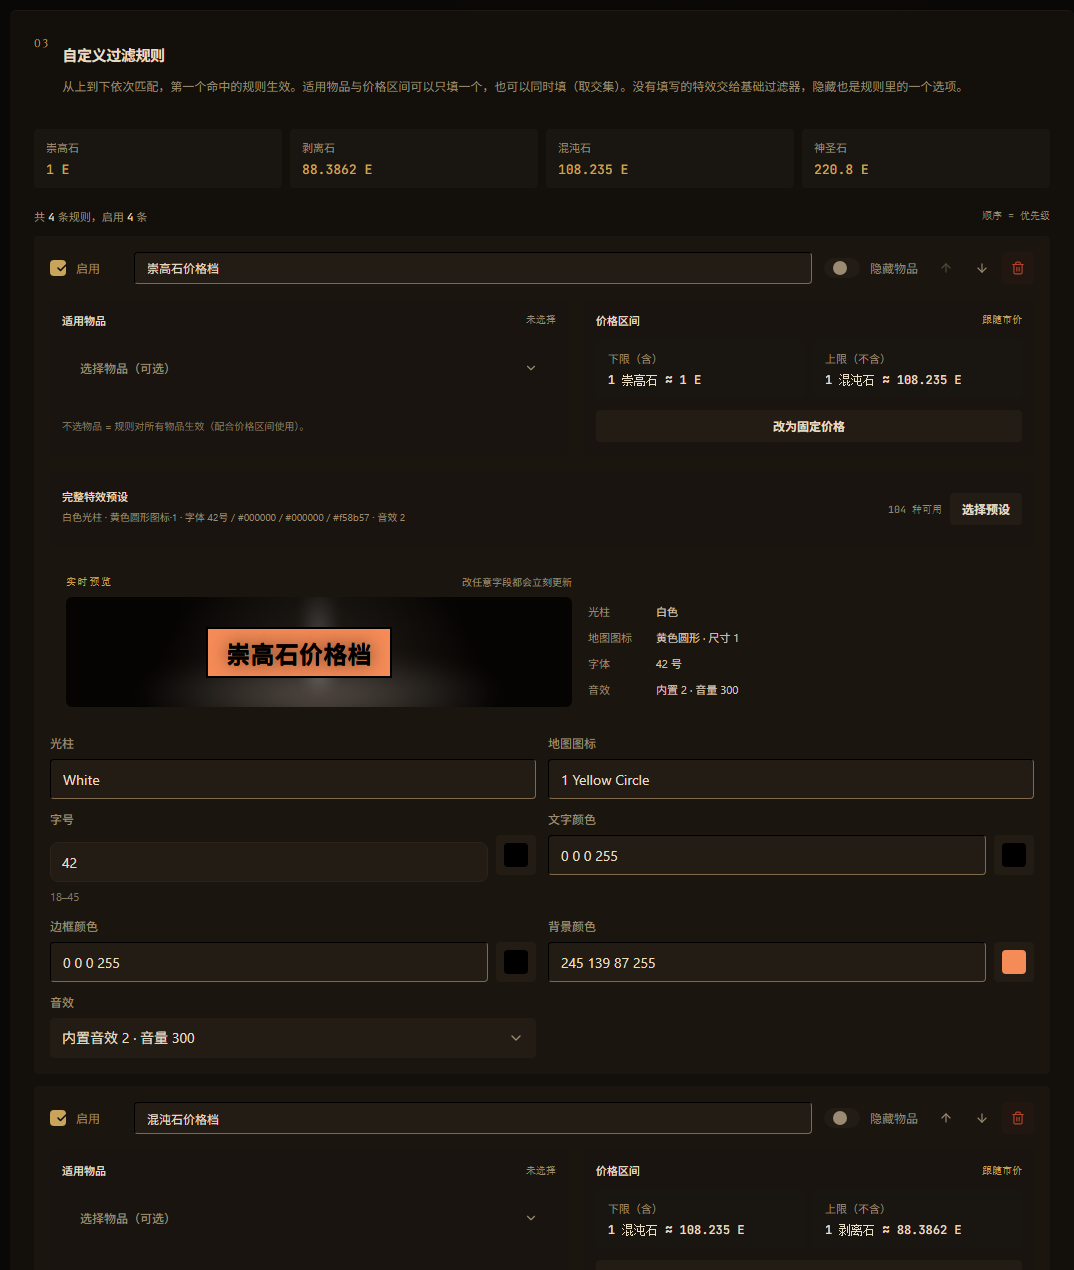 03
自定义过滤规则
从上到下依次匹配，第一个命中的规则生效。适用物品与价格区间可以只填一个，也可以同时填（取交集）。没有填写的特效交给基础过滤器，隐藏也是规则里的一个选项。
崇高石
1 E
剥离石
88.3862 E
混沌石
108.235 E
神圣石
220.8 E
共 4 条规则，启用 4 条
顺序 = 优先级
启用
崇高石价格档
隐藏物品
适用物品
未选择
选择物品（可选）
不选物品 = 规则对所有物品生效（配合价格区间使用）。
价格区间
跟随市价
下限（含）
1 崇高石 ≈ 1 E
上限（不含）
1 混沌石 ≈ 108.235 E
改为固定价格
完整特效预设
白色光柱 · 黄色圆形图标·1 · 字体 42号 / #000000 / #000000 / #f58b57 · 音效 2
104 种可用
选择预设
实时预览
改任意字段都会立刻更新
崇高石价格档
光柱 白色
地图图标 黄色圆形 · 尺寸 1
字体 42 号
音效 内置 2 · 音量 300
光柱
White
地图图标
1 Yellow Circle
字号
42
18–45
文字颜色
0 0 0 255
边框颜色
0 0 0 255
背景颜色
245 139 87 255
音效
内置音效 2 · 音量 300
启用
混沌石价格档
隐藏物品
适用物品
未选择
选择物品（可选）
价格区间
跟随市价
下限（含）
1 混沌石 ≈ 108.235 E
上限（不含）
1 剥离石 ≈ 88.3862 E